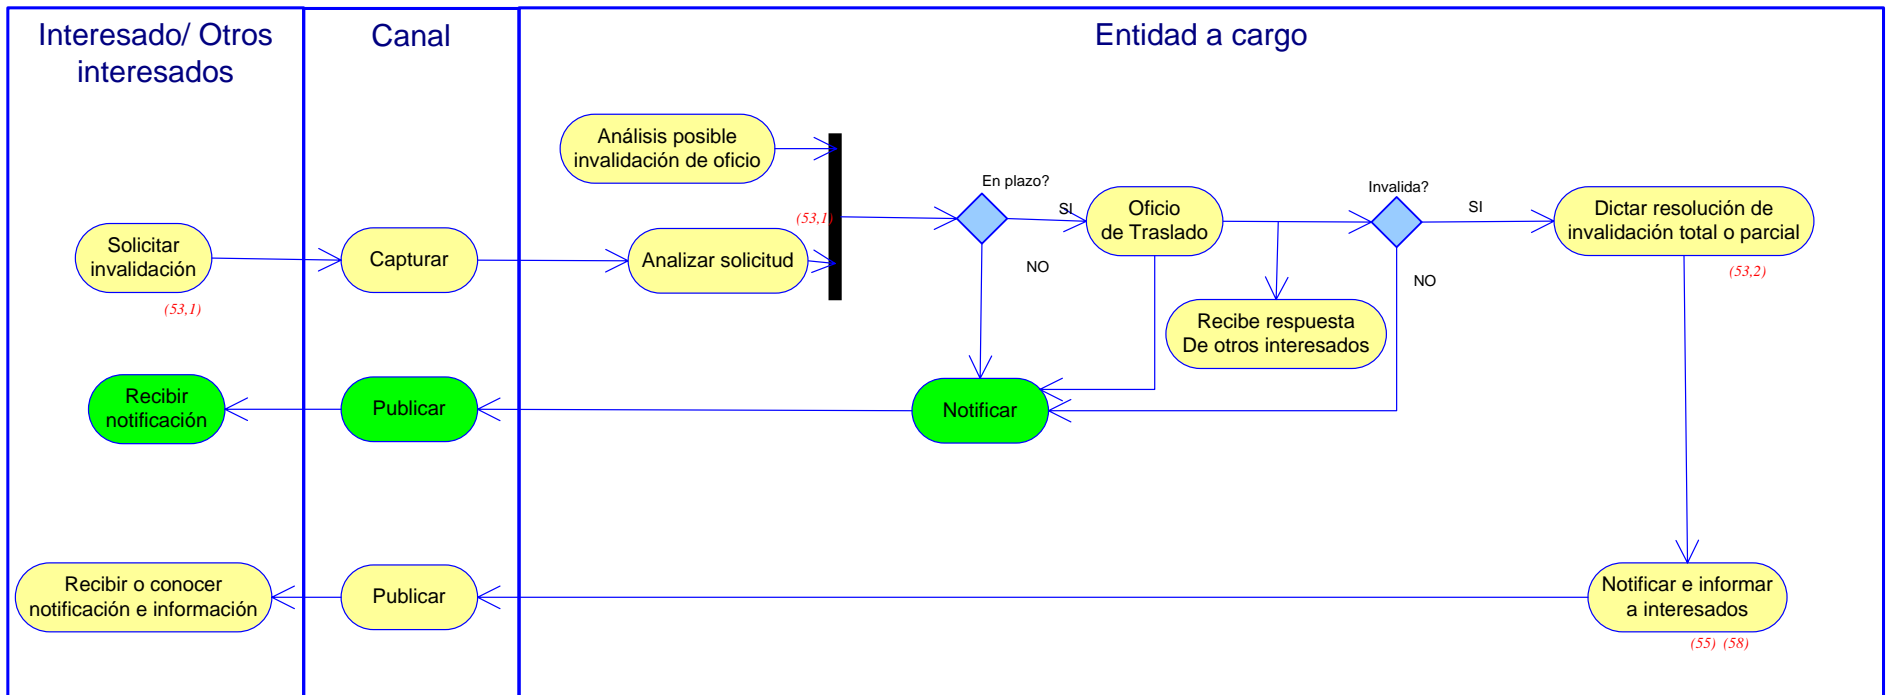 Interesado/ Otros
interesados
Canal
Entidad a cargo
Análisis posible
invalidación de oficio
En plazo?
Invalida?
(53,1)
SI
Oficio
de Traslado
SI
Dictar resolución de
invalidación total o parcial
(53,2)
Solicitar
invalidación
(53,1)
Capturar
Analizar solicitud
NO
NO
Recibe respuesta
De otros interesados
Recibir
notificación
Publicar
Notificar
Recibir o conocer
notificación e información
Publicar
Notificar e informar
a interesados
(55) (58)